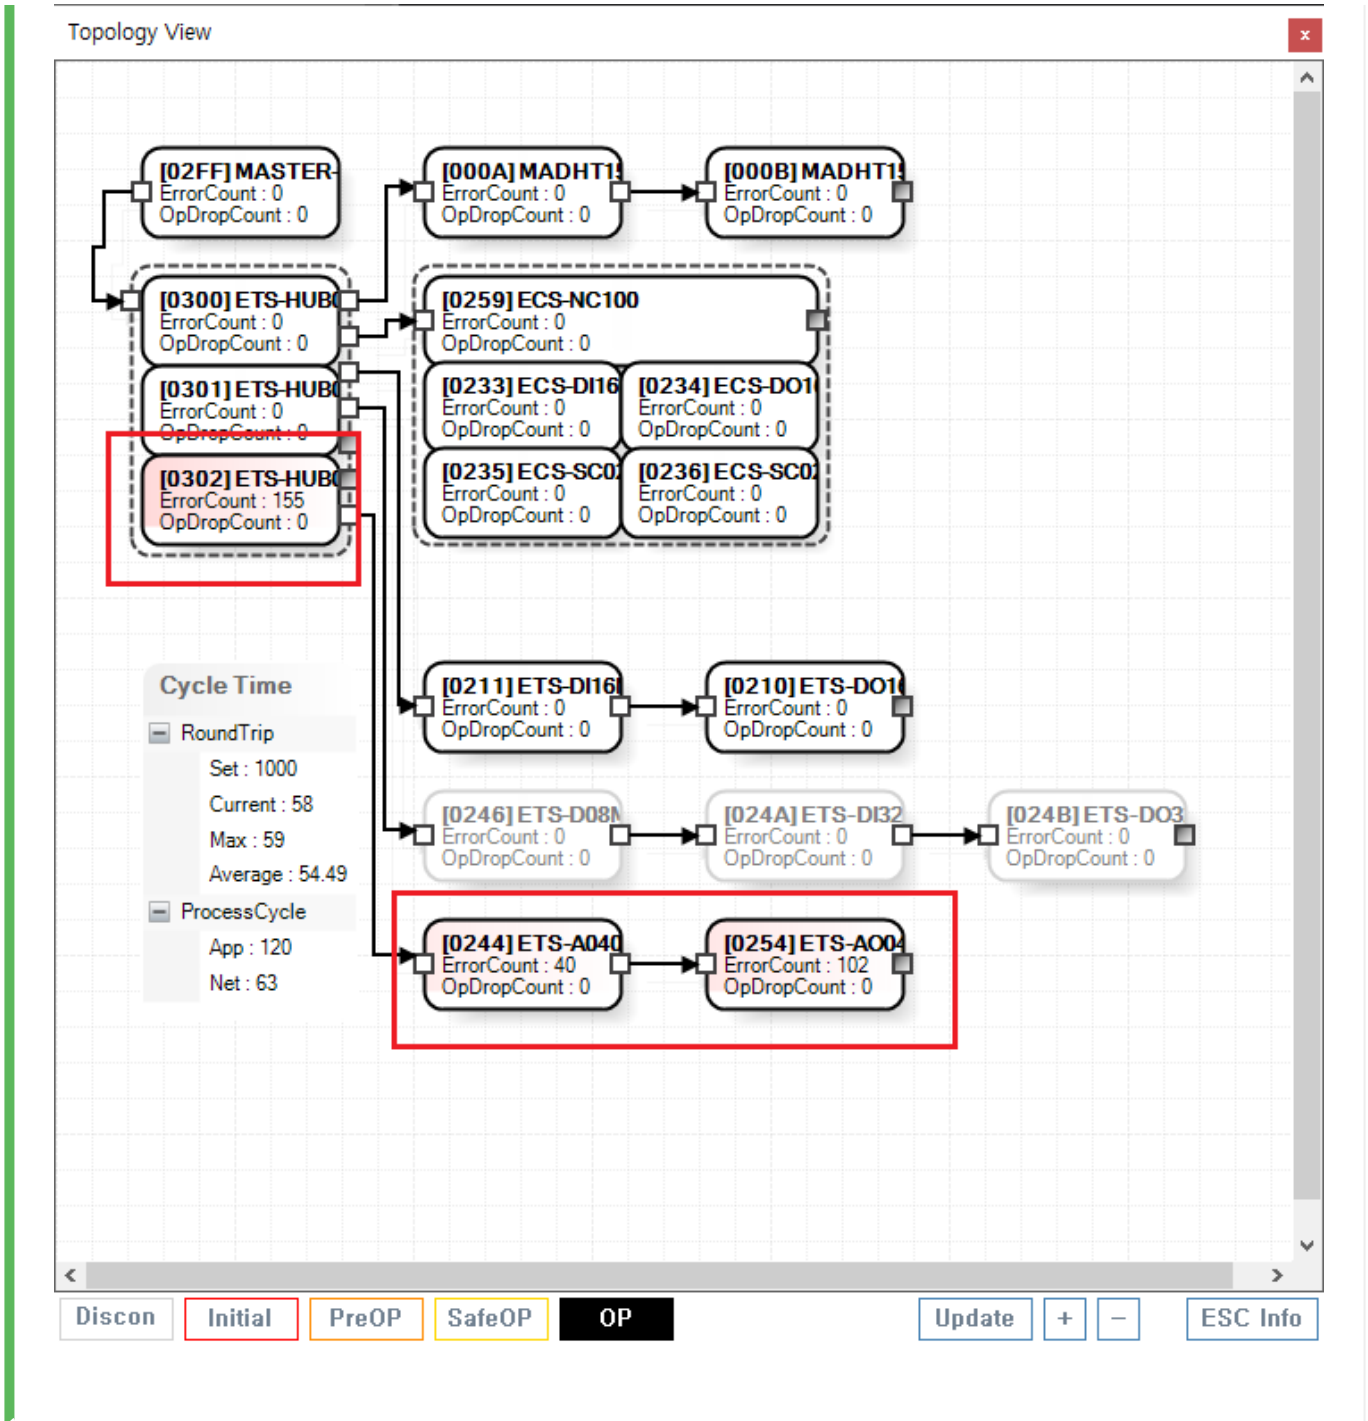 Topology View
x
[02FF] MASTER-
ErrorCount : 0
OpDropCount : 0
[000A] MADHT1
ErrorCount : 0
OpDropCount : 0
[000B] MADHT1
ErrorCount : 0
OpDropCount : 0
[0300] ETS-HUB
ErrorCount : 0
OpDropCount : 0
[0259] ECS-NC100
ErrorCount : 0
OpDropCount : 0
[0301] ETS-HUB
ErrorCount : 0
OpDropCount : 0
[0233] ECS-DI16
ErrorCount : 0
OpDropCount : 0
[0234] ECS-DO1
ErrorCount : 0
OpDropCount : 0
[0302] ETS-HUB
ErrorCount : 155
OpDropCount : 0
[0235] ECS-SC02
ErrorCount : 0
OpDropCount : 0
[0236] ECS-SC02
ErrorCount : 0
OpDropCount : 0
Cycle Time
RoundTrip
Set : 1000
Current : 58
Max : 59
Average : 54.49
ProcessCycle
App : 120
Net : 63
[0211] ETS-DI16
ErrorCount : 0
OpDropCount : 0
[0210] ETS-DO16
ErrorCount : 0
OpDropCount : 0
[0246] ETS-D08
ErrorCount : 0
OpDropCount : 0
[024A] ETS-DI32
ErrorCount : 0
OpDropCount : 0
[024B] ETS-DO3
ErrorCount : 0
OpDropCount : 0
[0244] ETS-A040
ErrorCount : 40
OpDropCount : 0
[0254] ETS-AO04
ErrorCount : 102
OpDropCount : 0
Discon
Initial
PreOP
SafeOP
OP
Update
+
−
ESC Info